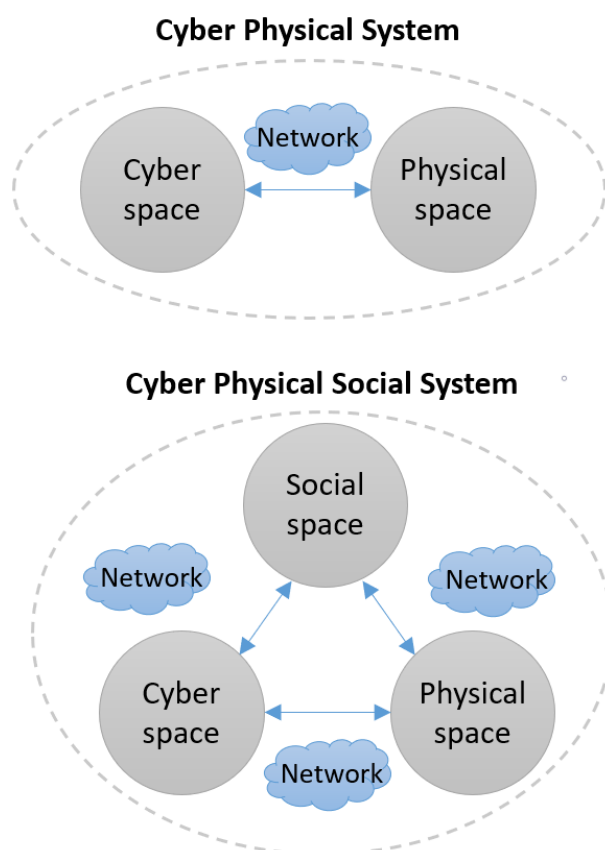 Cyber Physical System
Network
Cyber
space
Physical
space
Cyber Physical Social System
Social
space
Network
Network
Cyber
space
Physical
space
Network